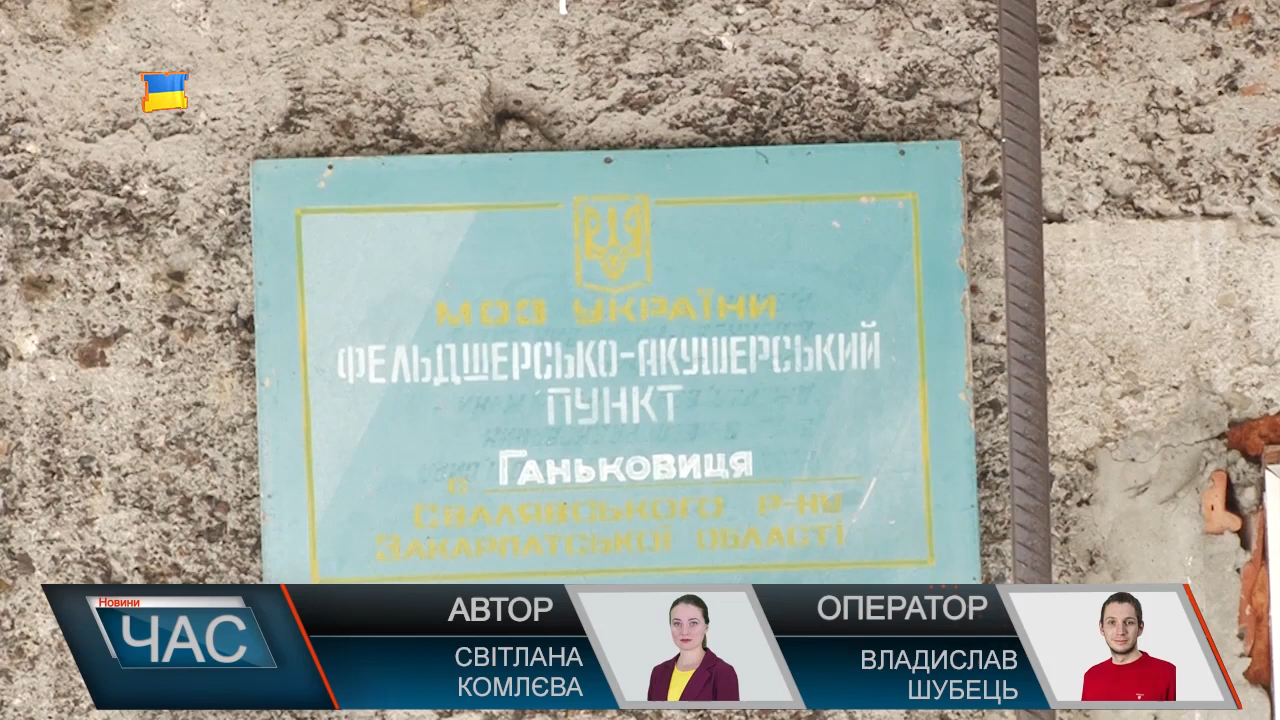 МОЗ УКРАЇНИ
ФЕЛЬДШЕРСЬКО-АКУШЕРСЬКИЙ
ПУНКТ
с. Ганьковиця
СВАЛЯВСЬКОГО Р-НУ
ЗАКАРПАТСЬКОЇ ОБЛАСТІ
Новини
ЧАС
АВТОР
СВІТЛАНА
КОМЛЄВА
ОПЕРАТОР
ВЛАДИСЛАВ
ШУБЕЦЬ